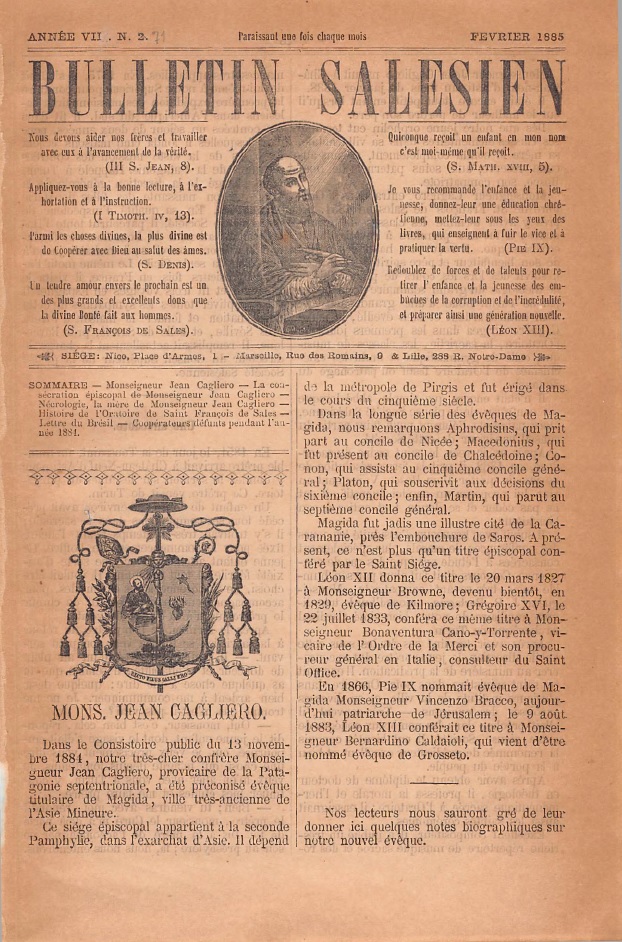 ANNÉE VII. N. 2. 71
Paraissant une fois chaque mois
FEVRIER 1885
BULLETIN SALESIEN
Nous devons aider nos frères et travailler
avec eux à l'avancement de la vérité.
(III S. JEAN, 8).
Appliquez-vous à la bonne lecture, à l'ex-
hortation et à l'instruction.
(I TIMOTH. IV, 13).
Parmi les choses divines, la plus divine est
de Coopérer avec Dieu au salut des âmes.
(S. DENIS).
Un tendre amour envers le prochain est un
des plus grands et excellents dons que
la divine Bonté fait aux hommes.
(S. FRANÇOIS DE SALES).
Quiconque reçoit un enfant en mon nom
c'est moi-même qu'il reçoit.
(S. MATH. XVIII, 5).
Je vous recommande l'enfance et la jeu-
nesse, donnez-leur une éducation chré-
tienne, mettez-leur sous les yeux des
livres, qui enseignent à fuir le vice et à
pratiquer la vertu. (PIE IX).
Redoublez de forces et de talents pour re-
tirer l'enfance et la jeunesse des em-
bûches de la corruption et de l'incrédulité,
et préparer ainsi une génération nouvelle.
(LÉON XIII).
SIÉGE: Nice, Place d'Armes, 1 – Marseille, Rue des Romains, 9 & Lille, 288 R. Notre-Dame
SOMMAIRE — Monseigneur Jean Cagliero — La con-
sécration épiscopal de Monseigneur Jean Cagliero —
Nécrologie, la mère de Monseigneur Jean Cagliero —
Histoire de l'Oratoire de Saint François de Sales —
Lettre du Brésil — Coopérateurs défunts pendant l'an-
née 1884.
MONS. JEAN CAGLIERO.
Dans le Consistoire public du 13 novem-
bre 1884, notre très-cher confrère Monsei-
gneur Jean Cagliero, provicaire de la Pata-
gonie septentrionale, a été préconisé évêque
titulaire de Magida, ville très-ancienne de
l'Asie Mineure.
Ce siége épiscopal appartient à la seconde
Pamphylie, dans l'exarchat d'Asie. Il dépend
de la métropole de Pirgis et fut érigé dans
le cours du cinquième siècle.
Dans la longue série des évêques de Ma-
gida, nous remarquons Aphrodisius, qui prit
part au concile de Nicée; Macedonius, qui
fut présent au concile de Chalcédoine; Co-
non, qui assista au cinquième concile géné-
ral; Platon, qui souscrivit aux décisions du
sixième concile; enfin, Martin, qui parut au
septième concile général.
Magida fut jadis une illustre cité de la Ca-
ramanie, près l'embouchure de Saros. A pré-
sent, ce n'est plus qu'un titre épiscopal con-
féré par le Saint Siége.
Léon XII donna ce titre le 20 mars 1827
à Monseigneur Browne, devenu bientôt, en
1829, évêque de Kilmore; Grégoire XVI, le
22 juillet 1833, conféra ce même titre à Mon-
seigneur Bonaventura Cano-y-Torrente, vi-
caire de l'Ordre de la Merci et son procu-
reur général en Italie, consulteur du Saint
Office.
En 1866, Pie IX nommait évêque de Ma-
gida Monseigneur Vincenzo Bracco, aujour-
d'hui patriarche de Jérusalem; le 9 août
1883, Léon XIII conférait ce titre à Monsei-
gneur Bernardino Caldaioli, qui vient d'être
nommé évêque de Grosseto.
Nos lecteurs nous sauront gré de leur
donner ici quelques notes biographiques sur
notre nouvel évêque.